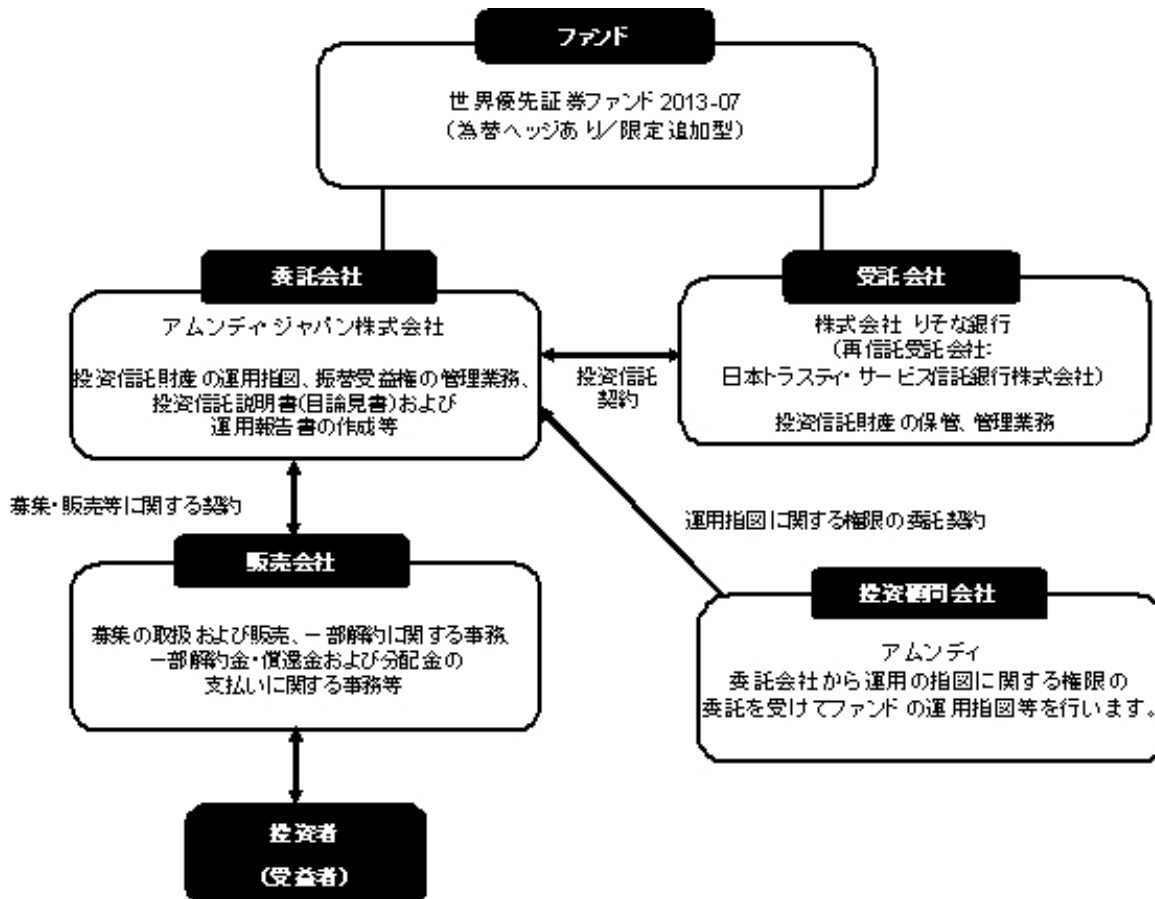 ファンド
世界優先証券ファンド 2013-07
(為替ヘッジあり/限定追加型)
委託会社
アムンディ・ジャパン株式会社
投資信託財産の運用指図、振替受益権の管理業務、
投資信託説明書(目論見書)および
運用報告書の作成等
受託会社
株式会社 りそな銀行
(再信託受託会社:
日本トラスティ・サービス信託銀行株式会社)
投資信託財産の保管、管理業務
投資信託
契約
募集・販売等に関する契約
運用指図に関する権限の委託契約
販売会社
募集の取扱および販売、一部解約に関する事務、
一部解約金・償還金および分配金の
支払いに関する事務等
投資顧問会社
アムンディ
委託会社から運用の指図に関する権限の
委託を受けてファンドの運用指図等を行います。
投資者
(受益者)